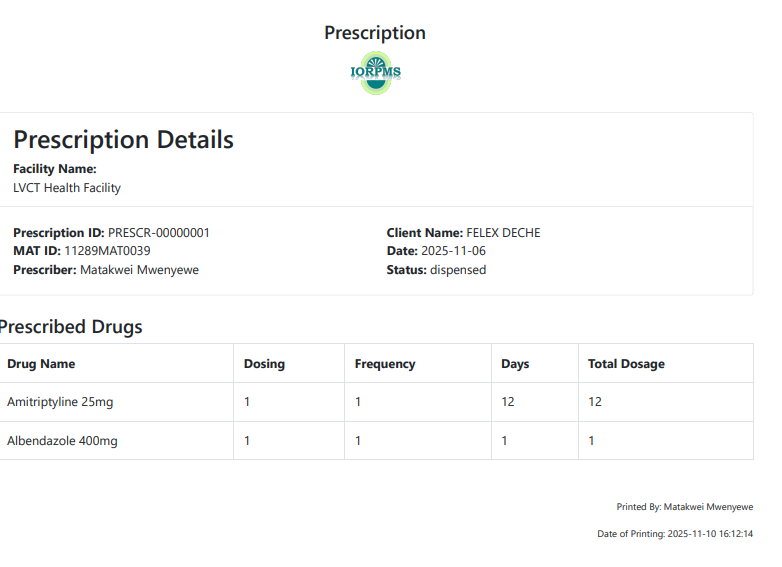 Prescription
IORPMS
Prescription Details
Facility Name:
LVCT Health Facility
Prescription ID: PRESCR-00000001
MAT ID: 11289MAT0039
Prescriber: Matakwei Mwenyewe
Client Name: FELEX DECHE
Date: 2025-11-06
Status: dispensed
Prescribed Drugs
Drug Name Dosing Frequency Days Total Dosage
Amitriptyline 25mg 1 1 12 12
Albendazole 400mg 1 1 1 1
Printed By: Matakwei Mwenyewe
Date of Printing: 2025-11-10 16:12:14